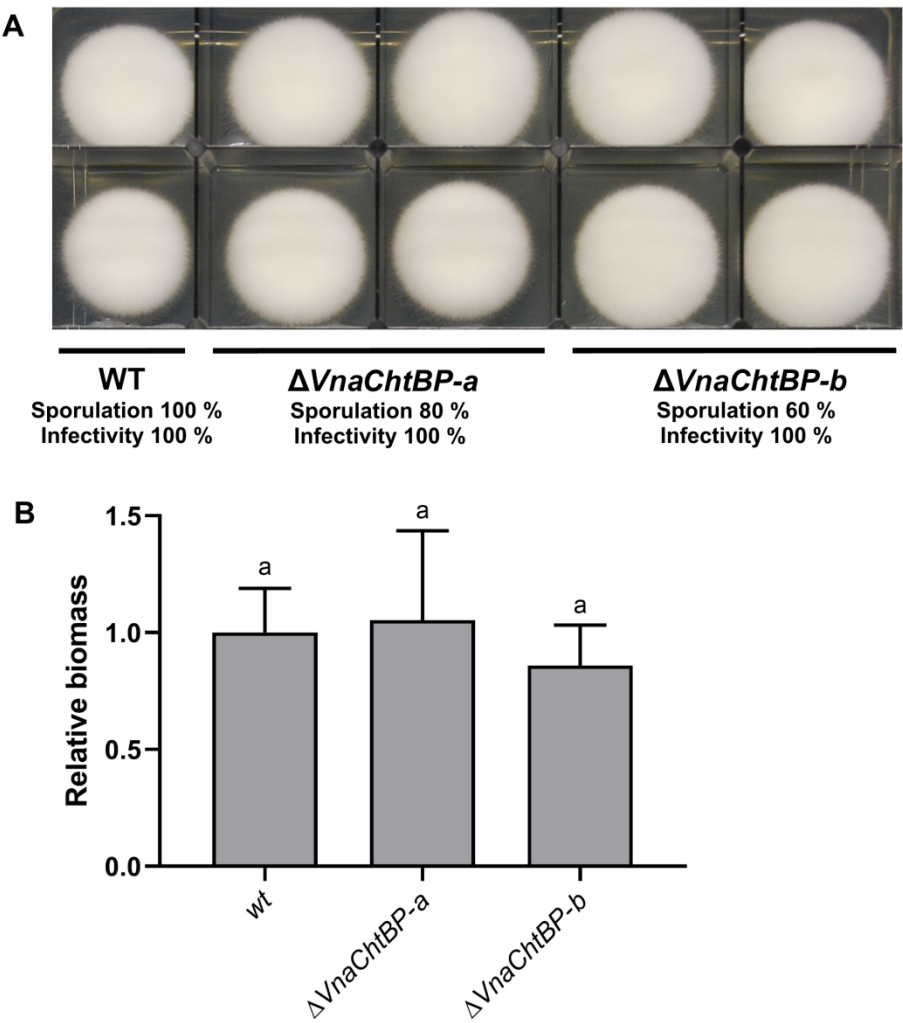 A
WT
Sporulation 100 %
Infectivity 100 %
ΔVnaChtBP-a
Sporulation 80 %
Infectivity 100 %
ΔVnaChtBP-b
Sporulation 60 %
Infectivity 100 %
B
Relative biomass
1.5
1.0
0.5
0.0
a
a
a
wt
ΔVnaChtBP-a
ΔVnaChtBP-b